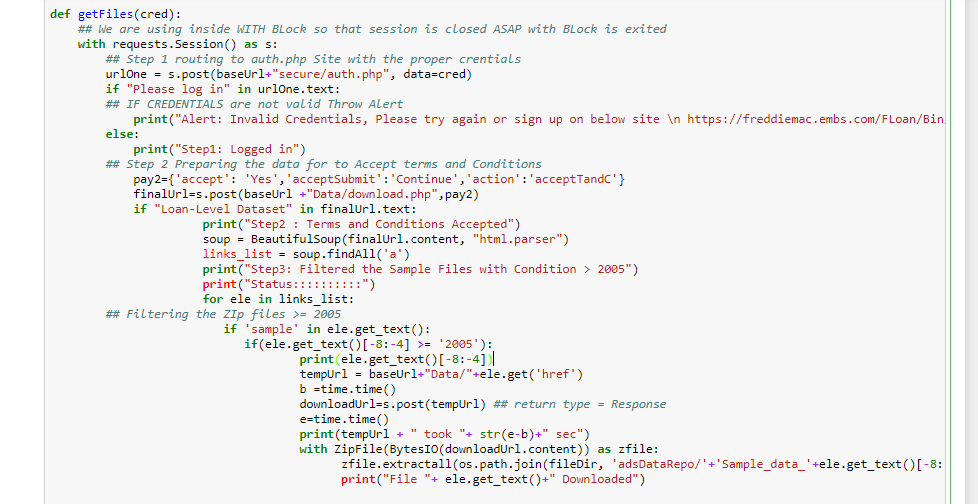 def getFiles(cred):
## We are using inside WITH BLock so that session is closed ASAP with BLock is exited
with requests.Session() as s:
## Step 1 routing to auth.php Site with the proper crentials
urlOne = s.post(baseUrl+"secure/auth.php", data=cred)
if "Please log in" in urlOne.text:
## IF CREDENTIALS are not valid Throw Alert
print("Alert: Invalid Credentials, Please try again or sign up on below site \n https://freddiemac.embs.com/FLoan/Bin
else:
print("Step1: Logged in")
## Step 2 Preparing the data for to Accept terms and Conditions
pay2={'accept': 'Yes','acceptSubmit':'Continue','action':'acceptTandC'}
finalUrl=s.post(baseUrl +"Data/download.php",pay2)
if "Loan-Level Dataset" in finalUrl.text:
print("Step2 : Terms and Conditions Accepted")
soup = BeautifulSoup(finalUrl.content, "html.parser")
links_list = soup.findAll('a')
print("Step3: Filtered the Sample Files with Condition > 2005")
print("Status::::::::::")
for ele in links_list:
## Filtering the ZIp files >= 2005
if 'sample' in ele.get_text():
if(ele.get_text()[-8:-4] >= '2005'):
print(ele.get_text()[-8:-4])
tempUrl = baseUrl+"Data/"+ele.get('href')
b =time.time()
downloadUrl=s.post(tempUrl) ## return type = Response
e=time.time()
print(tempUrl + " took "+ str(e-b)+" sec")
with ZipFile(BytesIO(downloadUrl.content)) as zfile:
zfile.extractall(os.path.join(fileDir, 'adsDataRepo/'+'Sample_data_'+ele.get_text()[-8:
print("File "+ ele.get_text()+" Downloaded")